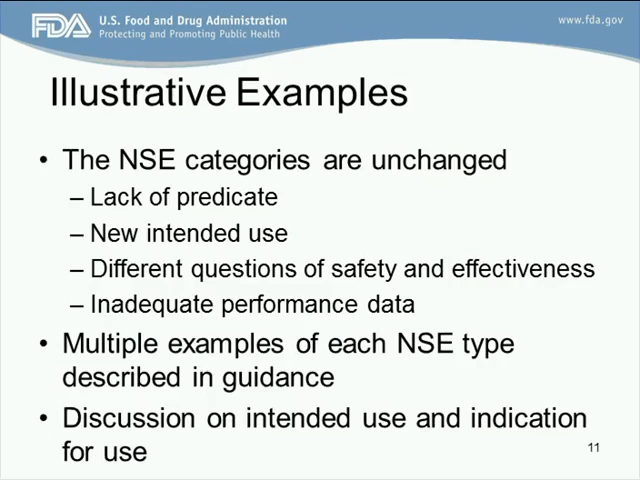 FDA U.S. Food and Drug Administration
Protecting and Promoting Public Health
www.fda.gov
Illustrative Examples
• The NSE categories are unchanged
– Lack of predicate
– New intended use
– Different questions of safety and effectiveness
– Inadequate performance data
• Multiple examples of each NSE type
described in guidance
• Discussion on intended use and indication
for use
11